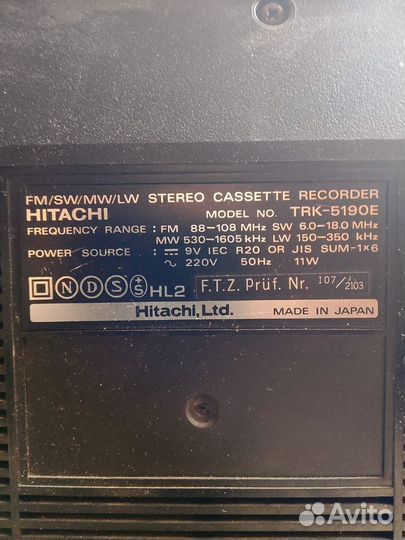 FM/SW/MW/LW STEREO CASSETTE RECORDER
HITACHI MODEL NO. TRK-5190E
FREQUENCY RANGE : FM 88-108 MHz SW 6.0-18.0 MHz
MW 530-1605 kHz LW 150-350 kHz
POWER SOURCE : ⎓ 9V IEC R20 OR JIS SUM-1×6
~ 220V 50Hz 11W
N D S S HL2 F.T.Z. Prüf. Nr. 107/2103
Hitachi, Ltd. MADE IN JAPAN
Avito